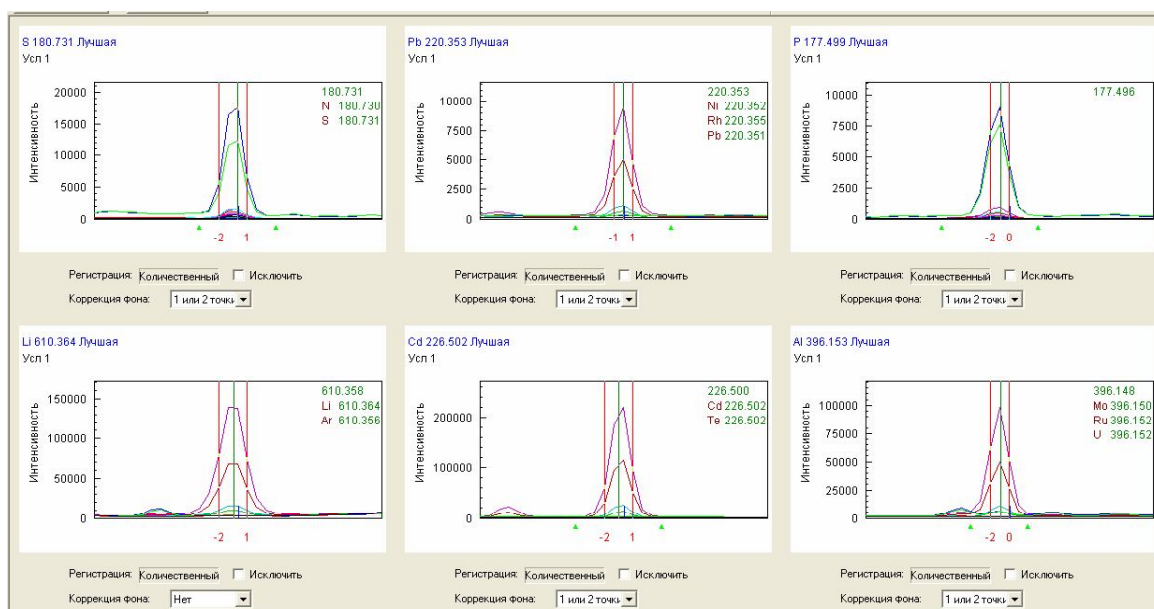 S 180.731 Лучшая
Усл 1
Интенсивность
20000
15000
10000
5000
0
180.731
N 180.730
S 180.731
-2 1
Регистрация: Количественный Исключить
Коррекция фона: 1 или 2 точки
Pb 220.353 Лучшая
Усл 1
Интенсивность
10000
7500
5000
2500
0
220.353
Ni 220.352
Rh 220.355
Pb 220.351
-1 1
Регистрация: Количественный Исключить
Коррекция фона: 1 или 2 точки
P 177.499 Лучшая
Усл 1
Интенсивность
10000
5000
0
177.496
-2 0
Регистрация: Количественный Исключить
Коррекция фона: 1 или 2 точки
Li 610.364 Лучшая
Усл 1
Интенсивность
150000
100000
50000
0
610.358
Li 610.364
Ar 610.356
-2 1
Регистрация: Количественный Исключить
Коррекция фона: Нет
Cd 226.502 Лучшая
Усл 1
Интенсивность
200000
100000
0
226.500
Cd 226.502
Te 226.502
-2 1
Регистрация: Количественный Исключить
Коррекция фона: 1 или 2 точки
Al 396.153 Лучшая
Усл 1
Интенсивность
100000
75000
50000
25000
0
396.148
Mo 396.150
Ru 396.152
U 396.152
-2 0
Регистрация: Количественный Исключить
Коррекция фона: 1 или 2 точки